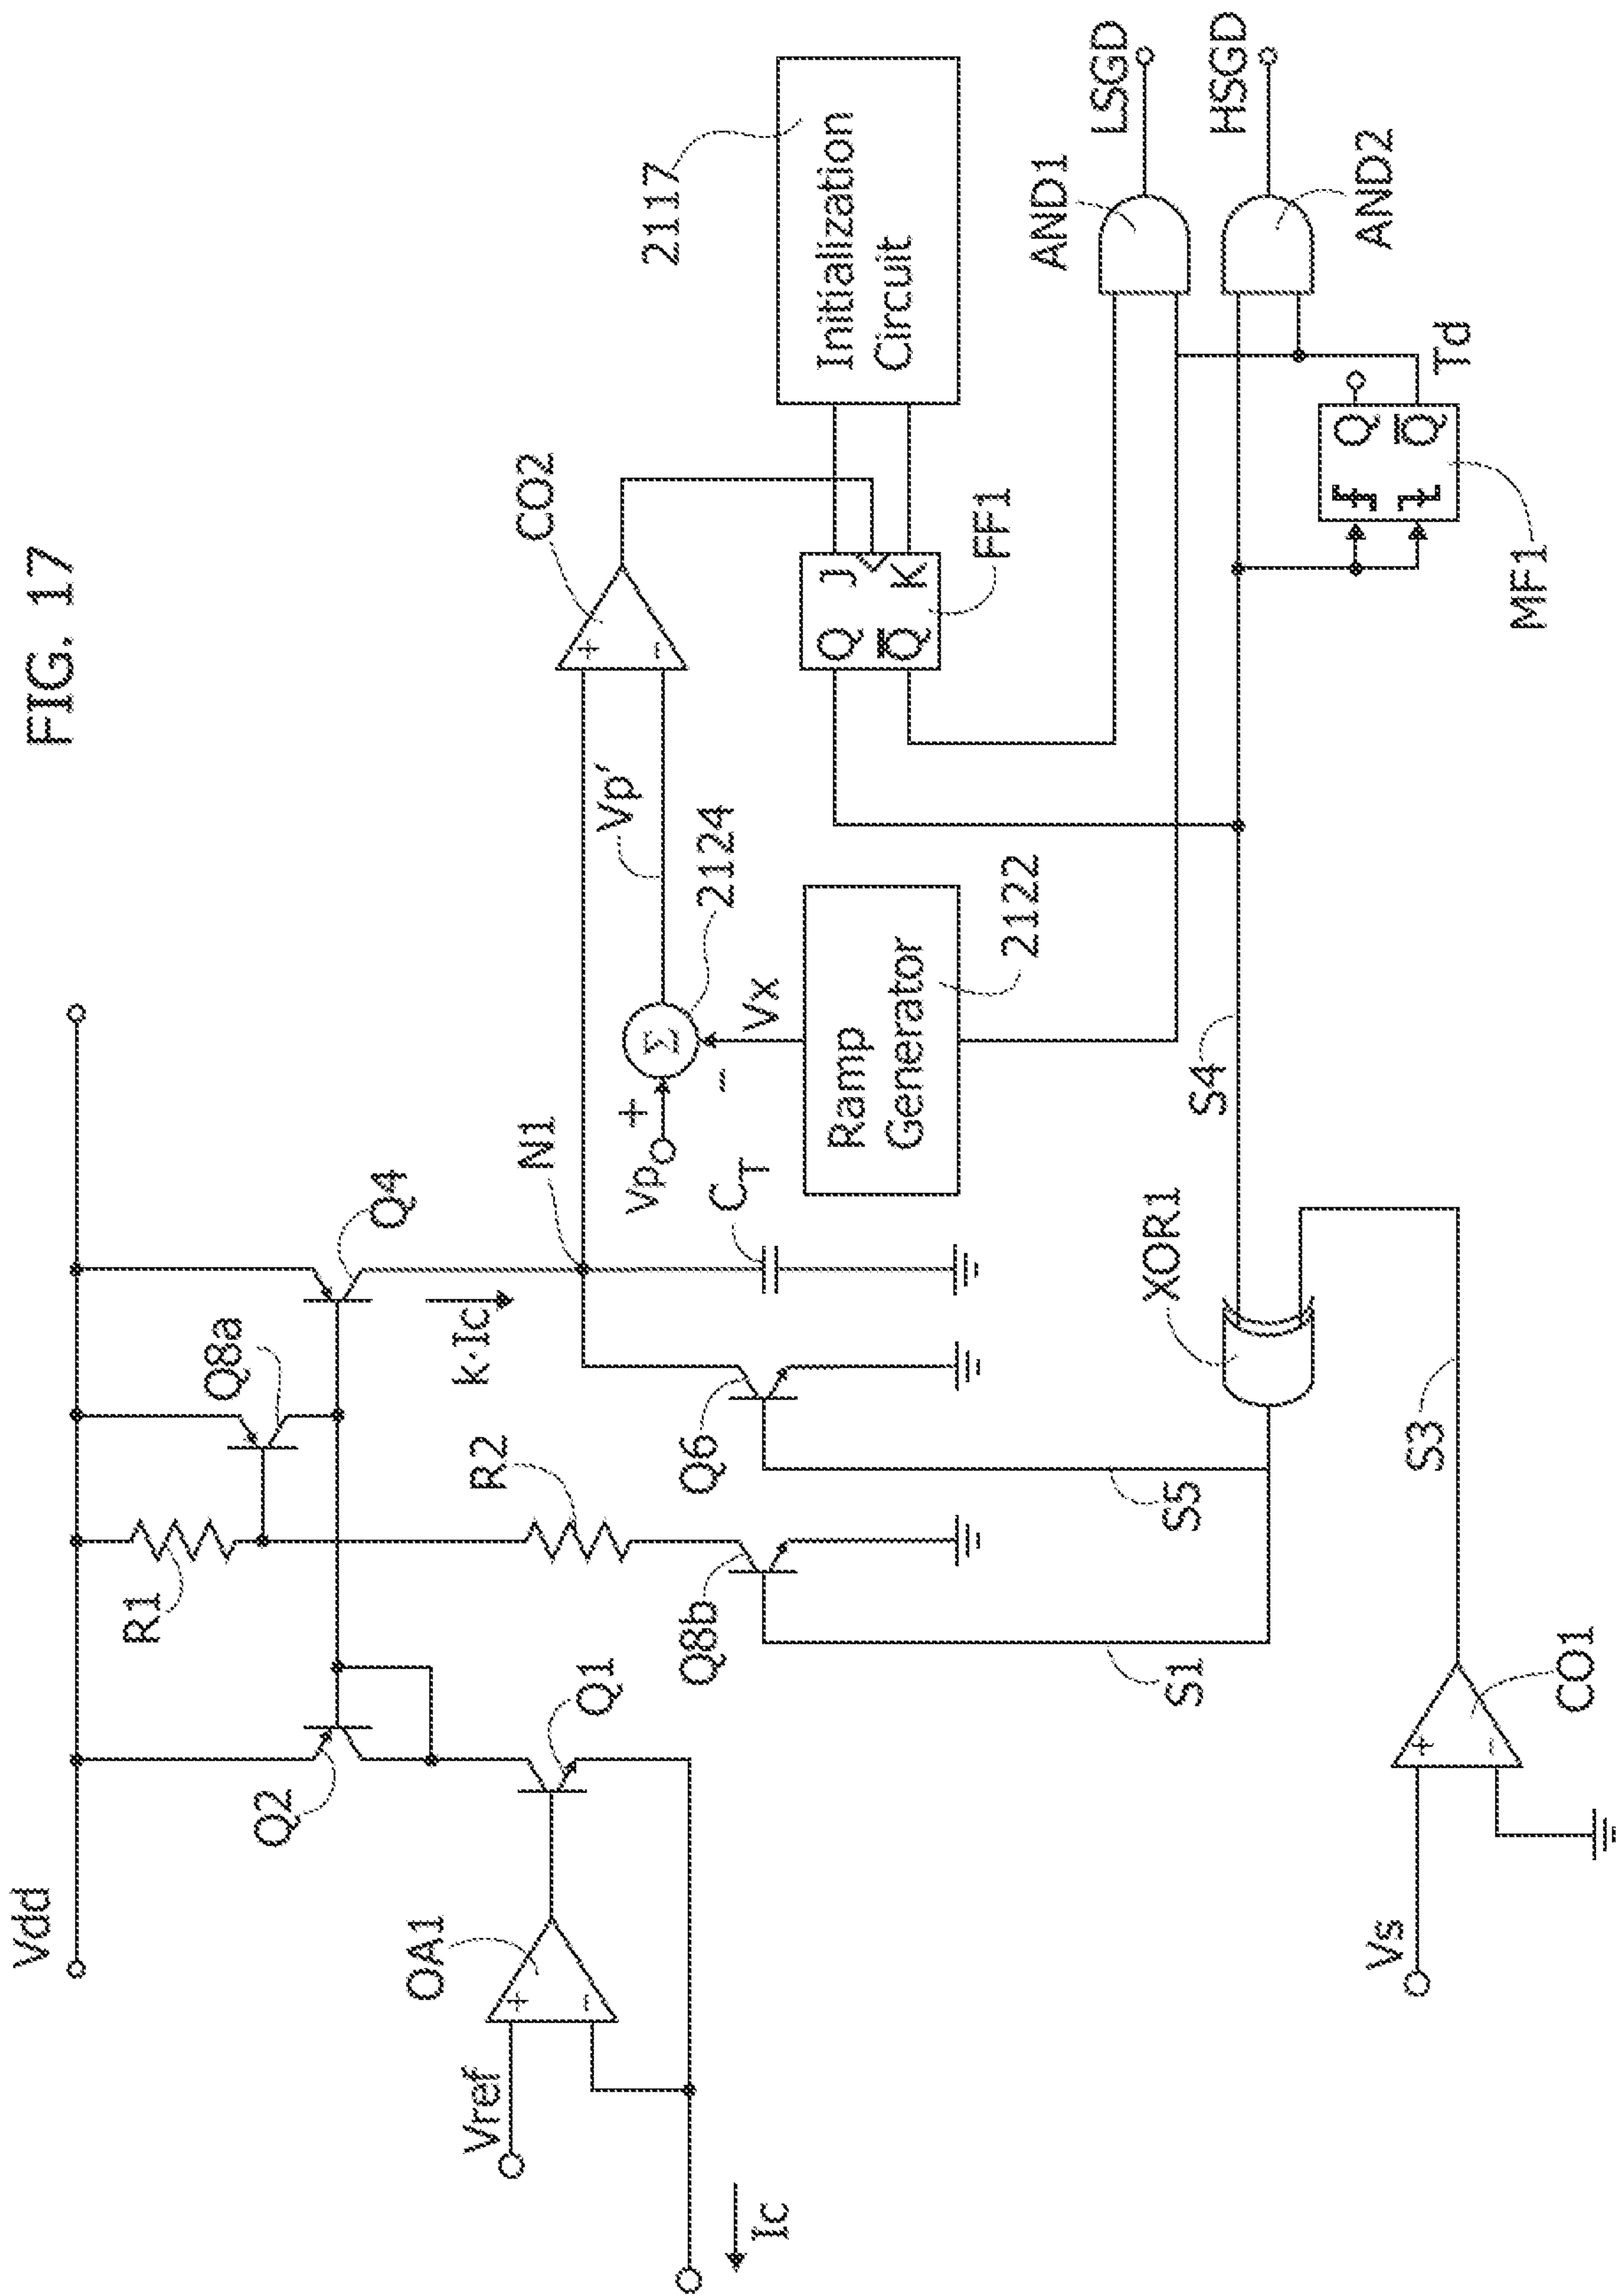 FIG. 17
Vdd
Q2
R1
Q8a
Q4
k·Ic
N1
OA1
Vref
Q1
Ic
R2
Q8b
Q6
CT
Vp
+
-
Σ
2124
Vp'
Vx
CO2
+
-
+
-
Ramp
Generator
2122
21117
Initialization
Circuit
Q
J
Q
K
FF1
S1
S5
XOR1
S4
S3
Vs
CO1
+
-
AND1
LSGD
AND2
HSGD
Q
Q
Td
MF1